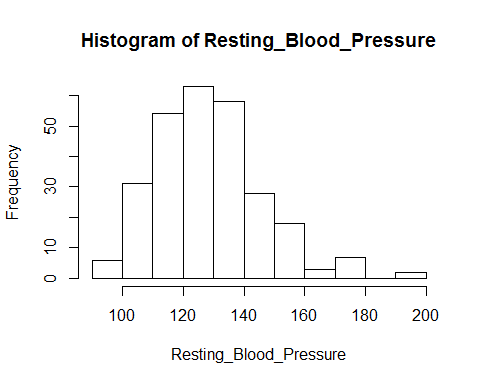 Histogram of Resting_Blood_Pressure
Frequency
50
30
10
0
100 120 140 160 180 200
Resting_Blood_Pressure